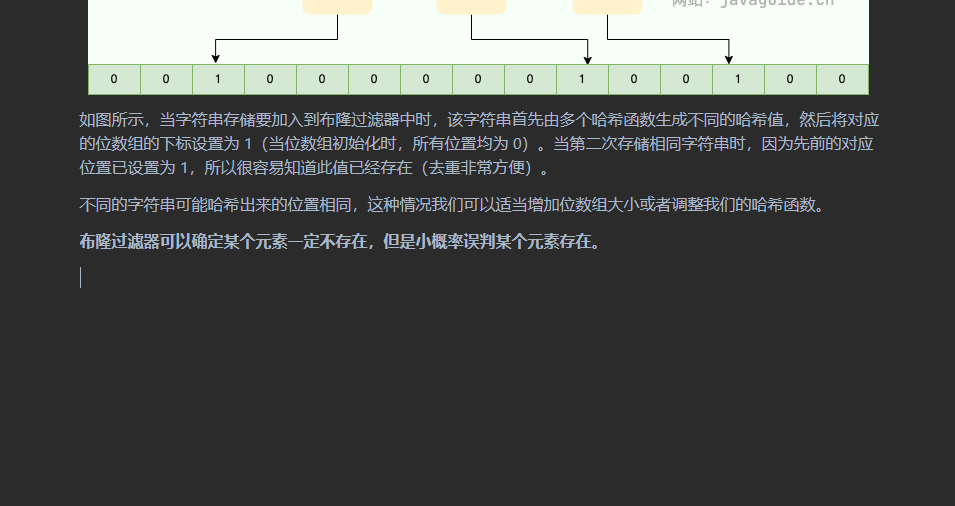 网站：javaguide.cn
0 0 1 0 0 0 0 0 0 1 0 0 1 0 0
如图所示，当字符串存储要加入到布隆过滤器中时，该字符串首先由多个哈希函数生成不同的哈希值，然后将对应
的位数组的下标设置为 1（当位数组初始化时，所有位置均为 0）。当第二次存储相同字符串时，因为先前的对应
位置已设置为 1，所以很容易知道此值已经存在（去重非常方便）。
不同的字符串可能哈希出来的位置相同，这种情况我们可以适当增加位数组大小或者调整我们的哈希函数。
布隆过滤器可以确定某个元素一定不存在，但是小概率误判某个元素存在。